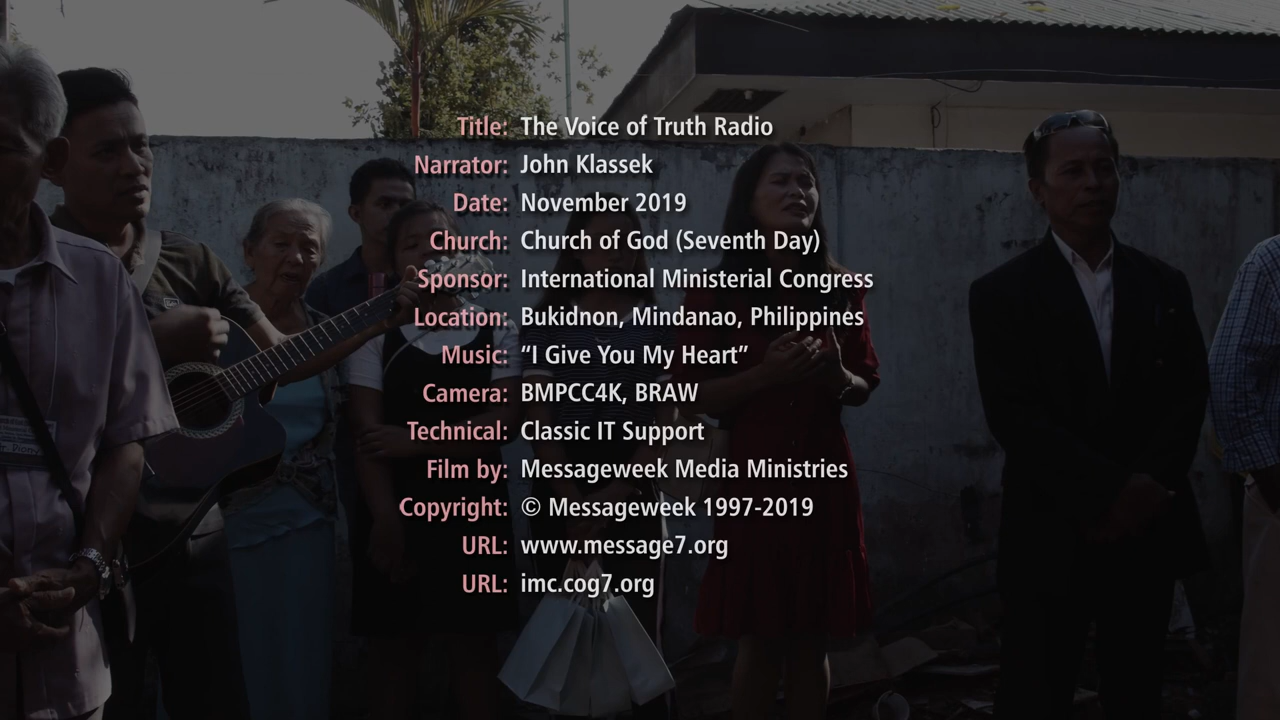 Title: The Voice of Truth Radio
Narrator: John Klassek
Date: November 2019
Church: Church of God (Seventh Day)
Sponsor: International Ministerial Congress
Location: Bukidnon, Mindanao, Philippines
Music: “I Give You My Heart”
Camera: BMPCC4K, BRAW
Technical: Classic IT Support
Film by: Messageweek Media Ministries
Copyright: © Messageweek 1997-2019
URL: www.message7.org
URL: imc.cog7.org